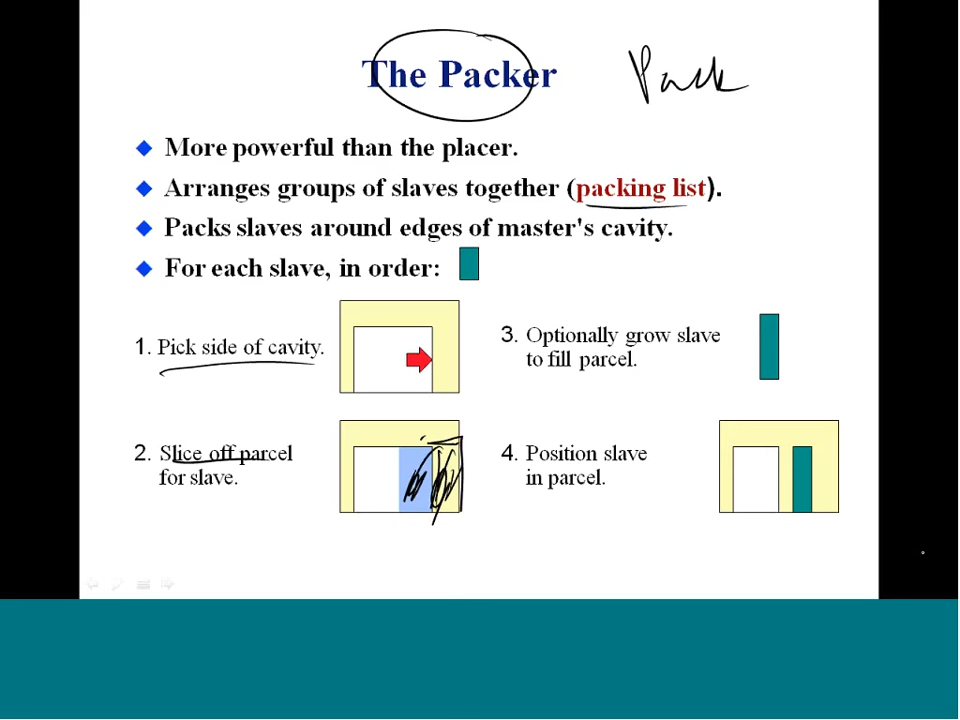 The Packer
Pack
More powerful than the placer.
Arranges groups of slaves together (packing list).
Packs slaves around edges of master's cavity.
For each slave, in order:
1. Pick side of cavity.
2. Slice off parcel
for slave.
3. Optionally grow slave
to fill parcel.
4. Position slave
in parcel.